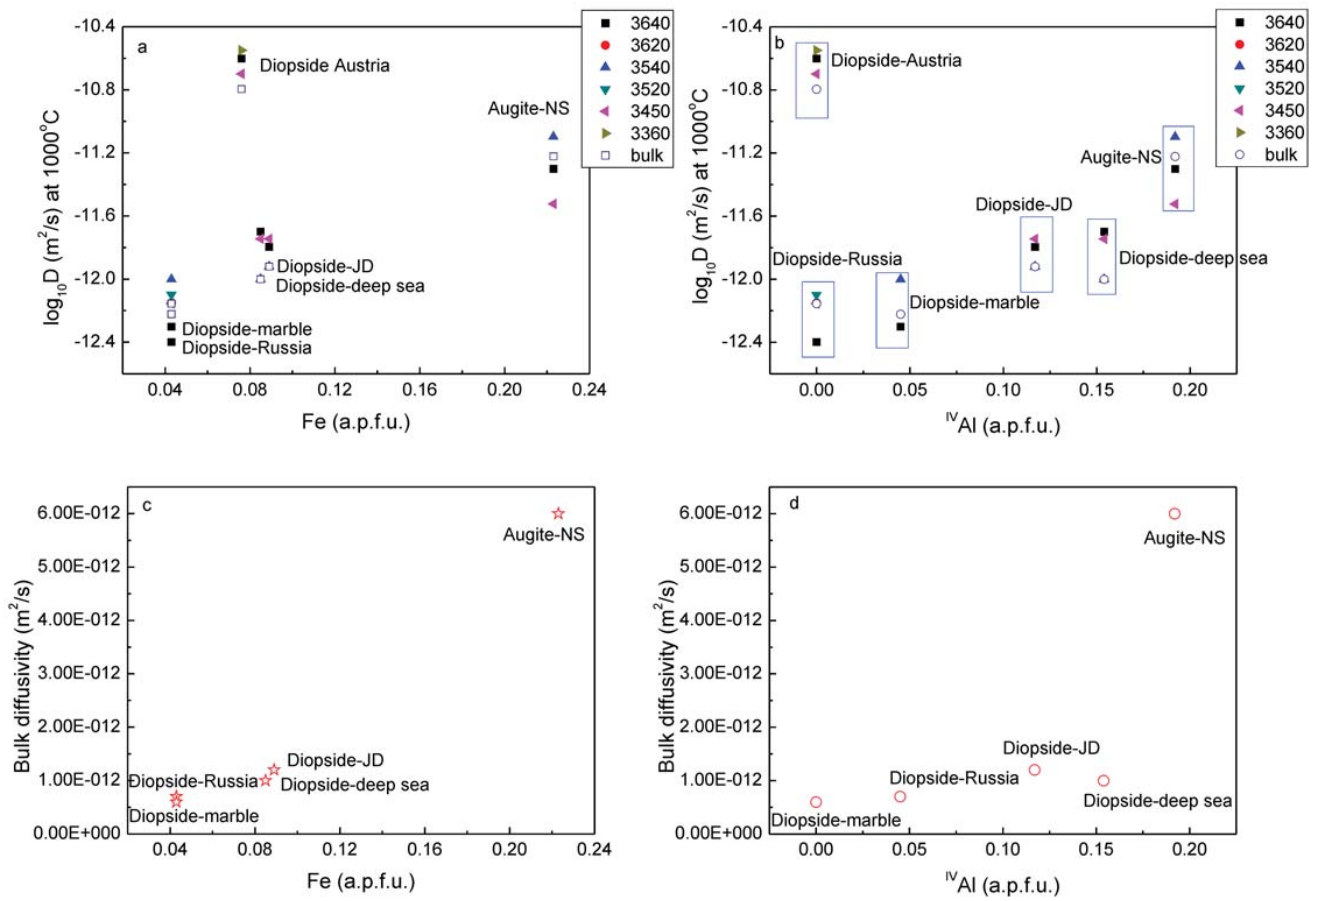 a
-10.4
-10.8
-11.2
-11.6
-12.0
-12.4
log10D (m2/s) at 1000oC
0.04
0.08
0.12
0.16
0.20
0.24
Fe (a.p.f.u.)
Diopside Austria
Augite-NS
Diopside-JD
Diopside-deep sea
Diopside-marble
Diopside-Russia
3640
3620
3540
3520
3450
3360
bulk
b
-10.4
-10.8
-11.2
-11.6
-12.0
-12.4
log10D (m2/s) at 1000oC
0.00
0.05
0.10
0.15
0.20
IVAl (a.p.f.u.)
Diopside-Austria
Augite-NS
Diopside-JD
Diopside-Russia
Diopside-deep sea
Diopside-marble
3640
3620
3540
3520
3450
3360
bulk
c
6.00E-012
5.00E-012
4.00E-012
3.00E-012
2.00E-012
1.00E-012
0.00E+000
Bulk diffusivity (m2/s)
0.04
0.08
0.12
0.16
0.20
0.24
Fe (a.p.f.u.)
Augite-NS
Diopside-JD
Diopside-Russia
Diopside-deep sea
Diopside-marble
d
6.00E-012
5.00E-012
4.00E-012
3.00E-012
2.00E-012
1.00E-012
0.00E+000
Bulk diffusivity (m2/s)
0.00
0.05
0.10
0.15
0.20
IVAl (a.p.f.u.)
Augite-NS
Diopside-JD
Diopside-Russia
Diopside-deep sea
Diopside-marble